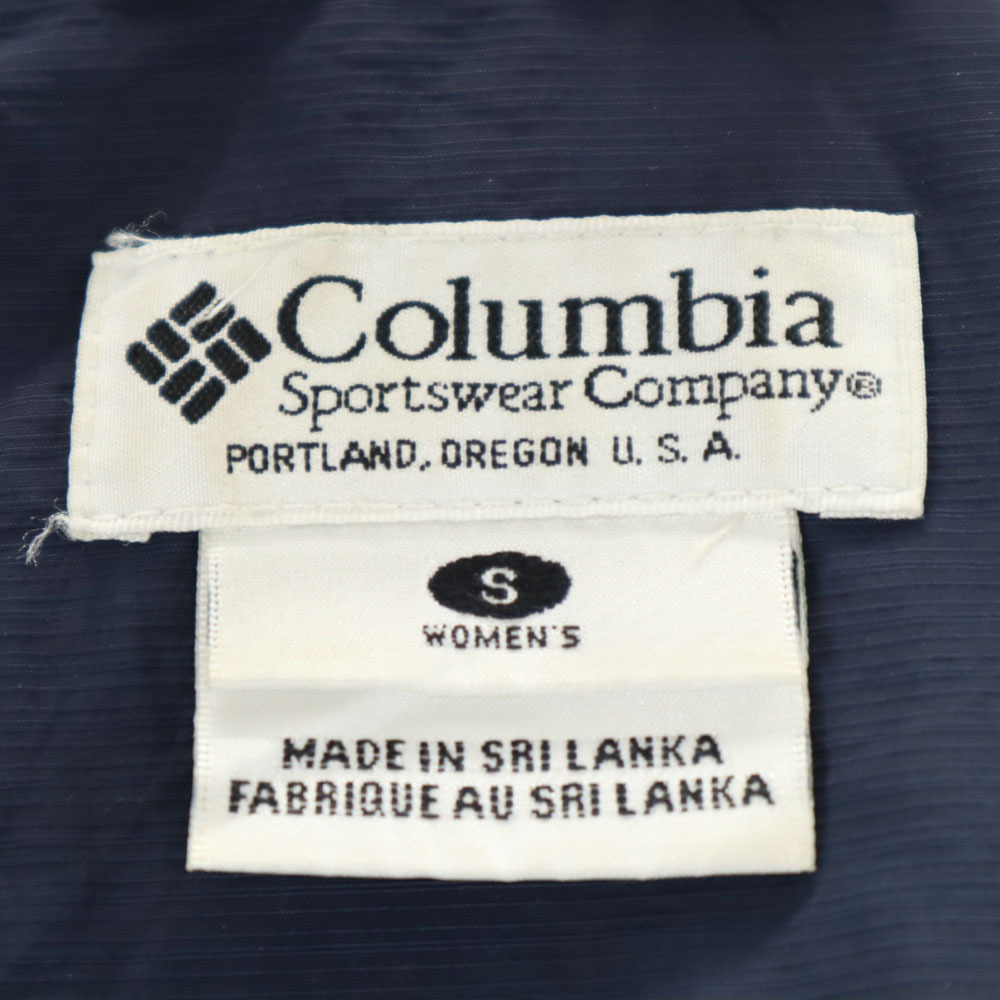 Columbia
Sportswear Company®
PORTLAND, OREGON U. S. A.
S
WOMEN'S
MADE IN SRI LANKA
FABRIQUE AU SRI LANKA